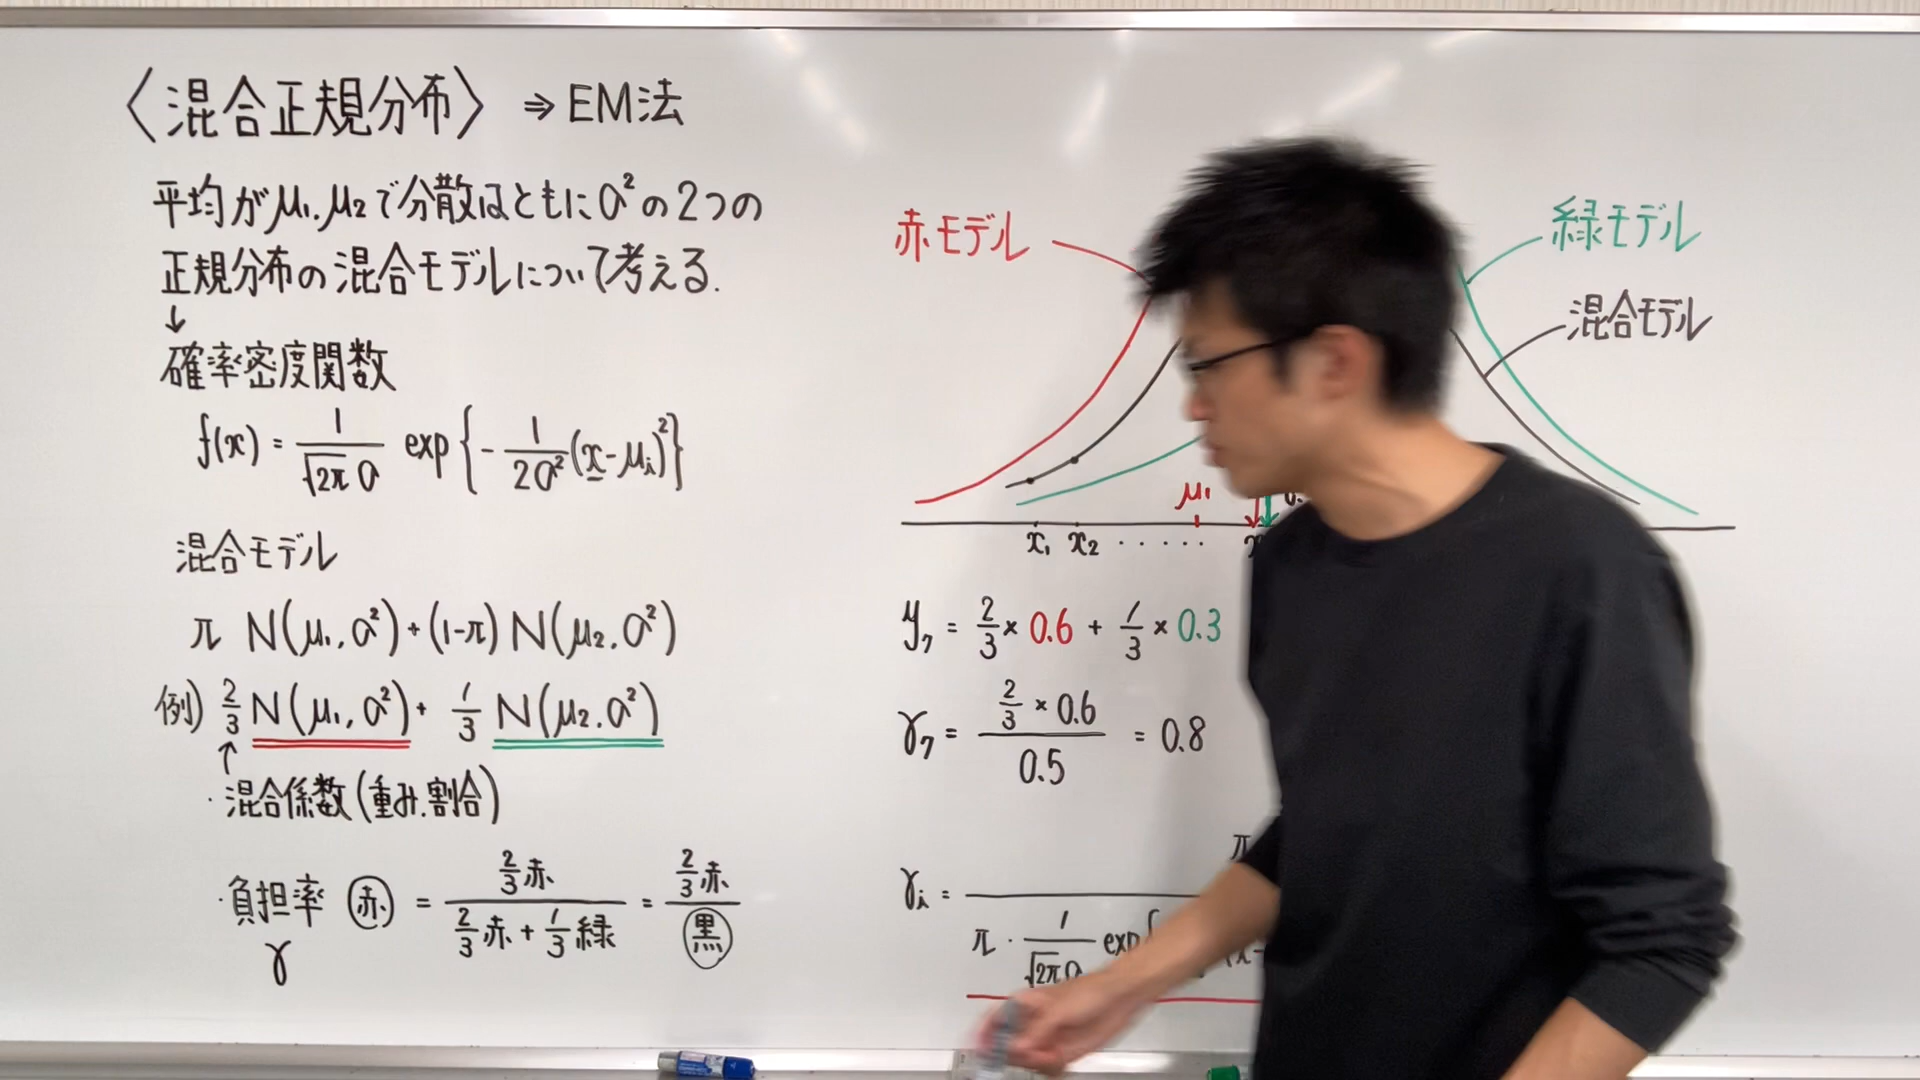 〈混合正規分布〉 ⇒ EM法
平均がμ₁, μ₂で分散はともにσ²の2つの
正規分布の混合モデルについて考える.
↓
確率密度関数
f(x) = 1/(√2π σ) exp{-1/(2σ²)(x-μi)²}
混合モデル
π N(μ₁, σ²) + (1-π) N(μ₂, σ²)
例) 2/3 N(μ₁, σ²) + 1/3 N(μ₂, σ²)
↑
・混合係数(重み.割合)
・負担率 赤 = 2/3赤 / (2/3赤 + 1/3緑) = 2/3赤 / 黒
γ
赤モデル
緑モデル
混合モデル
μ₁
x₁ x₂ ・・・・・
y₇ = 2/3 × 0.6 + 1/3 × 0.3
γ₇ = (2/3 × 0.6) / 0.5 = 0.8
π
γi =
π · 1/(√2π σ) exp